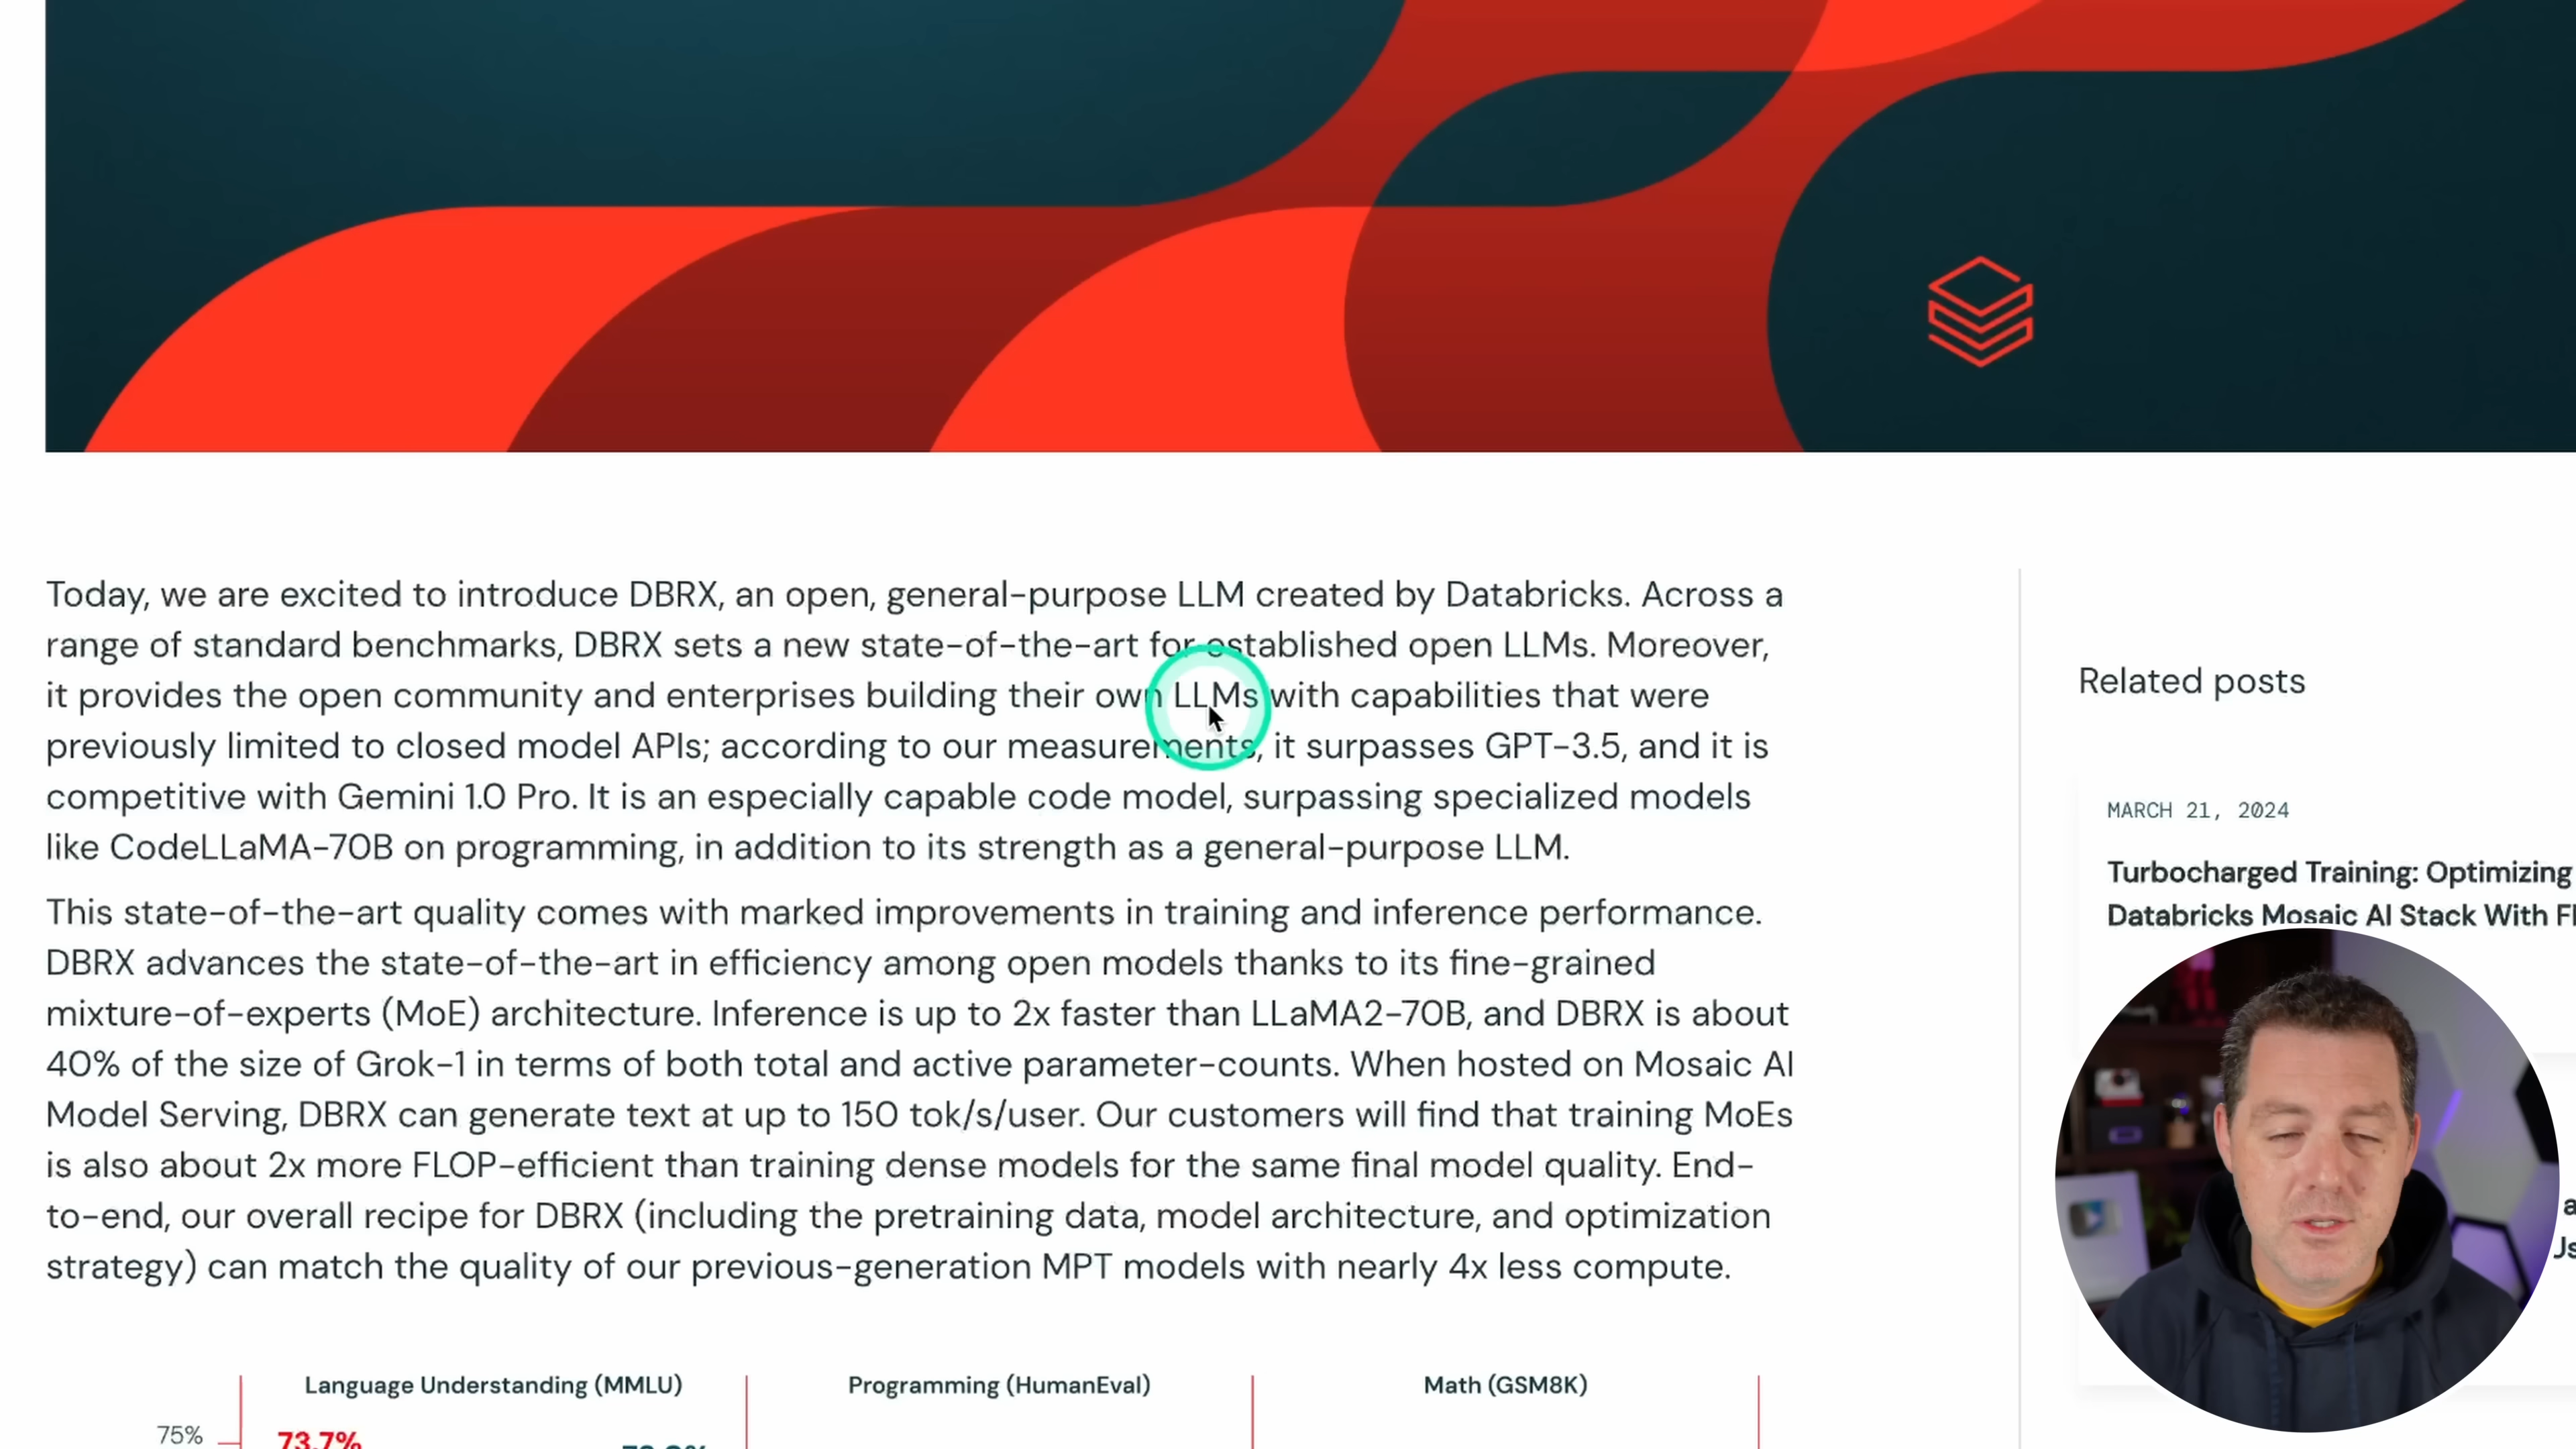 Today, we are excited to introduce DBRX, an open, general-purpose LLM created by Databricks. Across a
range of standard benchmarks, DBRX sets a new state-of-the-art for established open LLMs. Moreover,
it provides the open community and enterprises building their own LLMs with capabilities that were
previously limited to closed model APIs; according to our measurements, it surpasses GPT-3.5, and it is
competitive with Gemini 1.0 Pro. It is an especially capable code model, surpassing specialized models
like CodeLLaMA-70B on programming, in addition to its strength as a general-purpose LLM.
This state-of-the-art quality comes with marked improvements in training and inference performance.
DBRX advances the state-of-the-art in efficiency among open models thanks to its fine-grained
mixture-of-experts (MoE) architecture. Inference is up to 2x faster than LLaMA2-70B, and DBRX is about
40% of the size of Grok-1 in terms of both total and active parameter-counts. When hosted on Mosaic AI
Model Serving, DBRX can generate text at up to 150 tok/s/user. Our customers will find that training MoEs
is also about 2x more FLOP-efficient than training dense models for the same final model quality. End-
to-end, our overall recipe for DBRX (including the pretraining data, model architecture, and optimization
strategy) can match the quality of our previous-generation MPT models with nearly 4x less compute.
Language Understanding (MMLU)
Programming (HumanEval)
Math (GSM8K)
75%
73.7%
Related posts
MARCH 21, 2024
Turbocharged Training: Optimizing
Databricks Mosaic AI Stack With